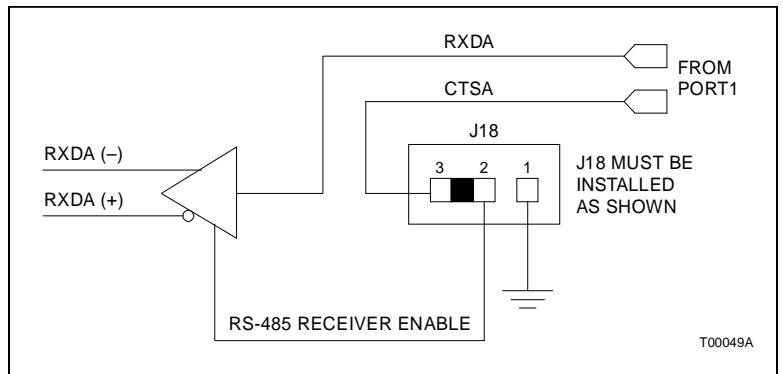 RXDA
FROM
PORT1
CTSA
J18
3 2 1
J18 MUST BE
INSTALLED
AS SHOWN
RXDA (–)
RXDA (+)
RS-485 RECEIVER ENABLE
T00049A